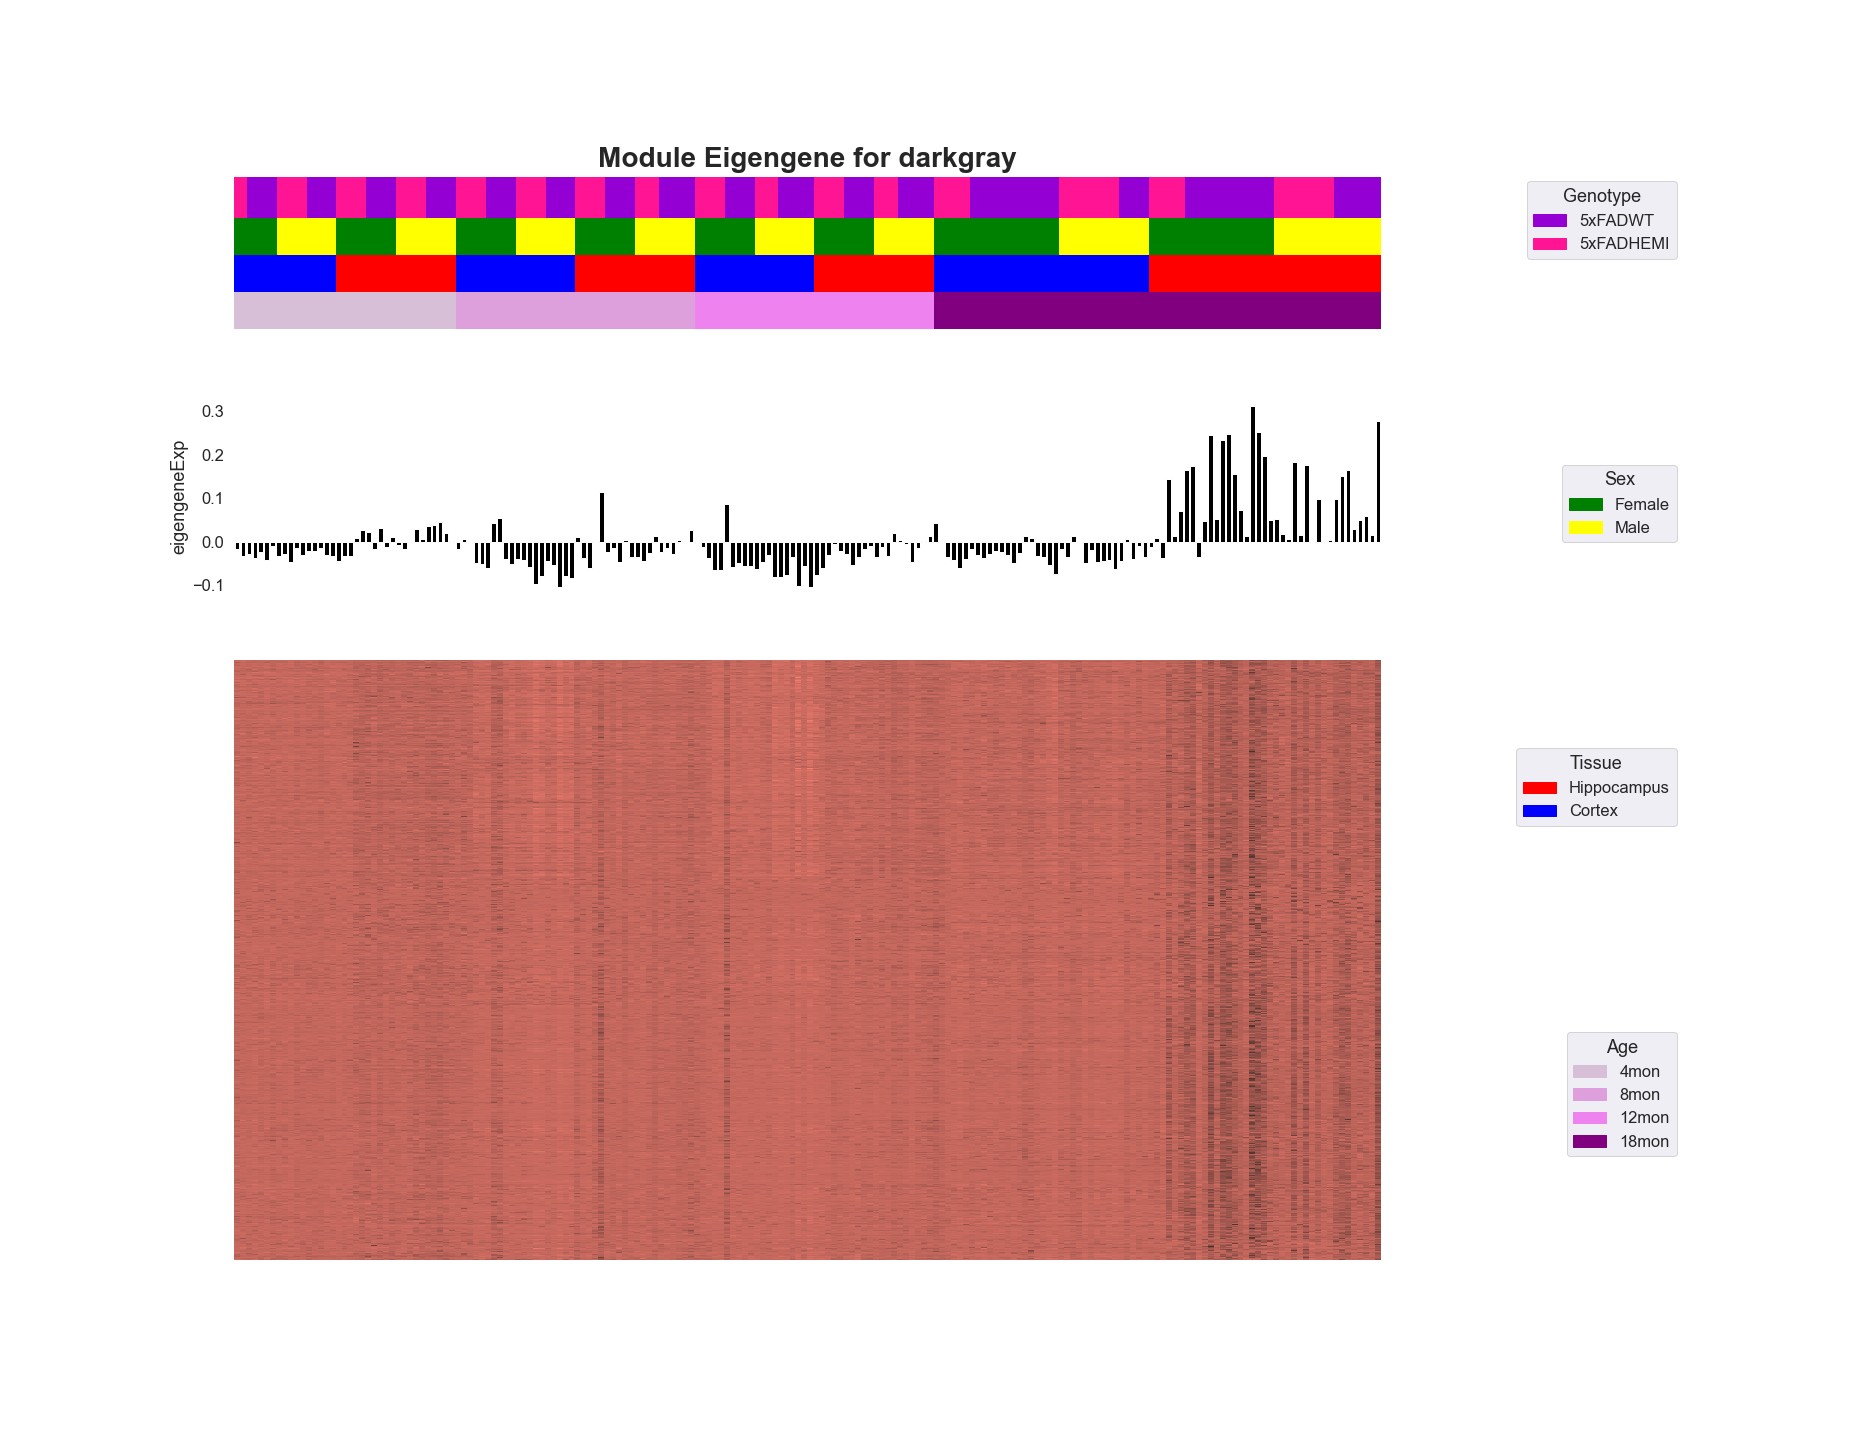 Module Eigengene for darkgray
Genotype
5xFADWT
5xFADHEMI
eigengeneExp
0.3
0.2
0.1
0.0
−0.1
Sex
Female
Male
Tissue
Hippocampus
Cortex
Age
4mon
8mon
12mon
18mon